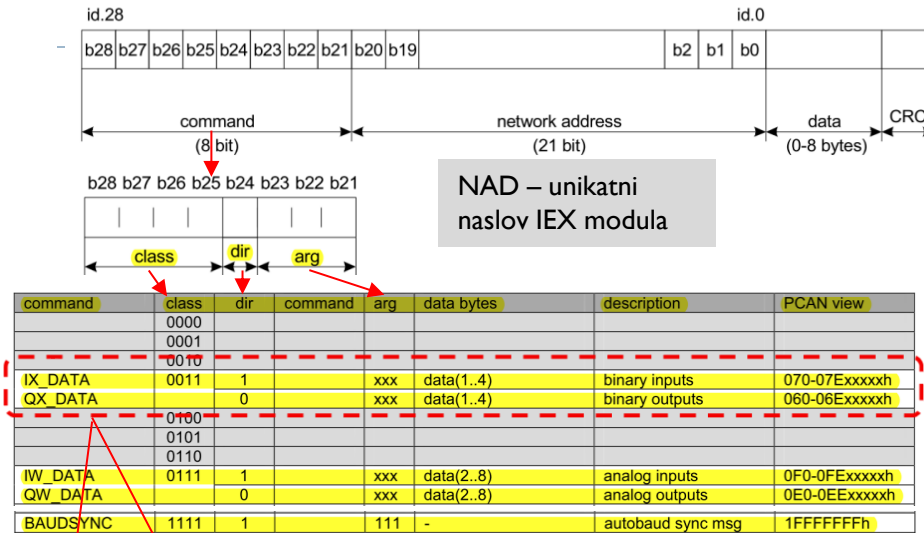 id.28 id.0
b28 b27 b26 b25 b24 b23 b22 b21 b20 b19 b2 b1 b0
command network address data CRC
(8 bit) (21 bit) (0-8 bytes)
b28 b27 b26 b25 b24 b23 b22 b21
NAD – unikatni
naslov IEX modula
class dir arg
command class dir command arg data bytes description PCAN view
0000
0001
0010
IX_DATA 0011 1 xxx data(1..4) binary inputs 070-07Exxxxxh
QX_DATA 0 xxx data(1..4) binary outputs 060-06Exxxxxh
0100
0101
0110
IW_DATA 0111 1 xxx data(2..8) analog inputs 0F0-0FExxxxxh
QW_DATA 0 xxx data(2..8) analog outputs 0E0-0EExxxxxh
BAUDSYNC 1111 1 111 - autobaud sync msg 1FFFFFFFh